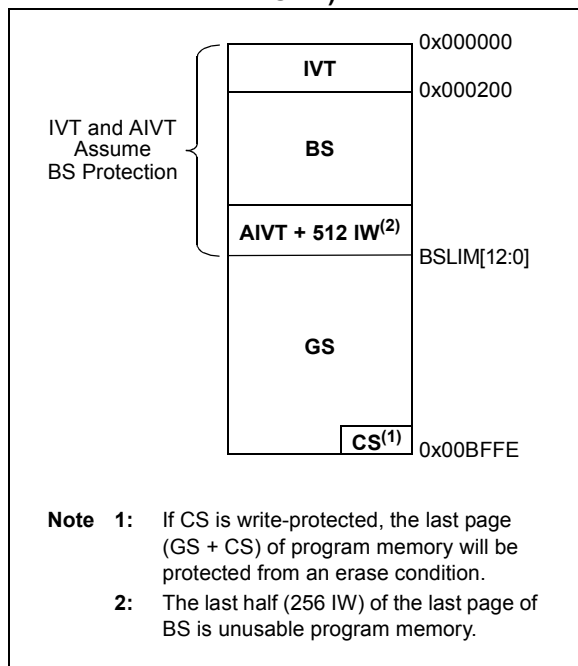 0x000000
IVT
0x000200
IVT and AIVT
Assume
BS Protection
BS
AIVT + 512 IW(2)
BSLIM[12:0]
GS
CS(1)
0x00BFFE
Note 1: If CS is write-protected, the last page
(GS + CS) of program memory will be
protected from an erase condition.
2: The last half (256 IW) of the last page of
BS is unusable program memory.